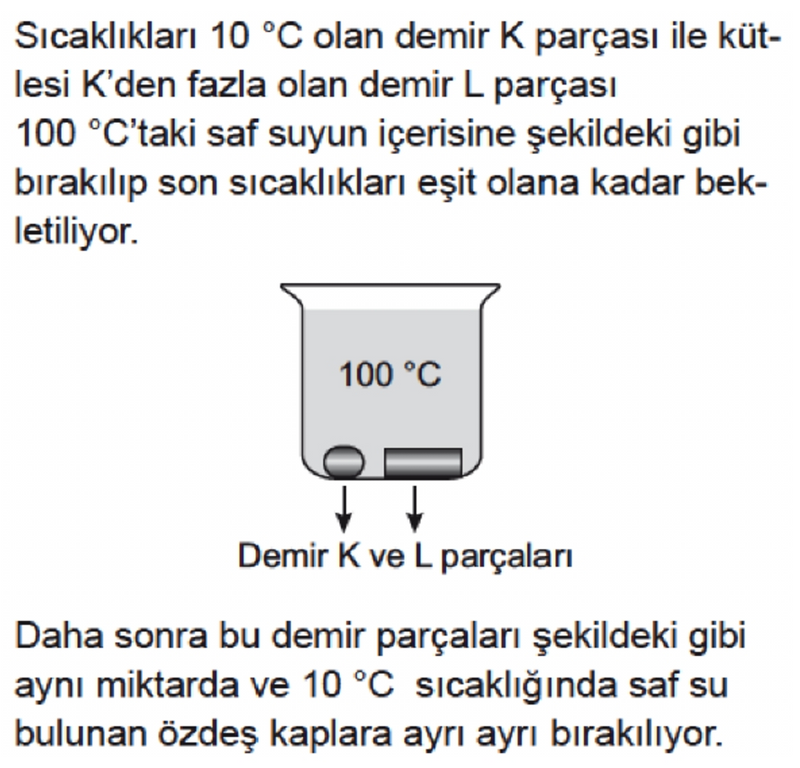 Sıcaklıkları 10 °C olan demir K parçası ile küt-
lesi K’den fazla olan demir L parçası
100 °C’taki saf suyun içerisine şekildeki gibi
bırakılıp son sıcaklıkları eşit olana kadar bek-
letiliyor.
100 °C
Demir K ve L parçaları
Daha sonra bu demir parçaları şekildeki gibi
aynı miktarda ve 10 °C sıcaklığında saf su
bulunan özdeş kaplara ayrı ayrı bırakılıyor.